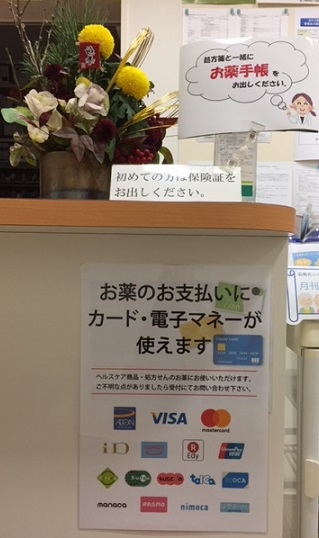 処方箋と一緒に
お薬手帳を
お出しください。
初めての方は保険証を
お出しください。
お薬のお支払いに
カード・電子マネーが
使えます
ヘルスケア商品・処方せんのお薬にお使いいただけます。
ご不明な点がありましたら受付にてお問い合わせ下さい。
AEON VISA mastercard
iD Edy
toica ICOCA
manaca PASMO nimoca
月刊